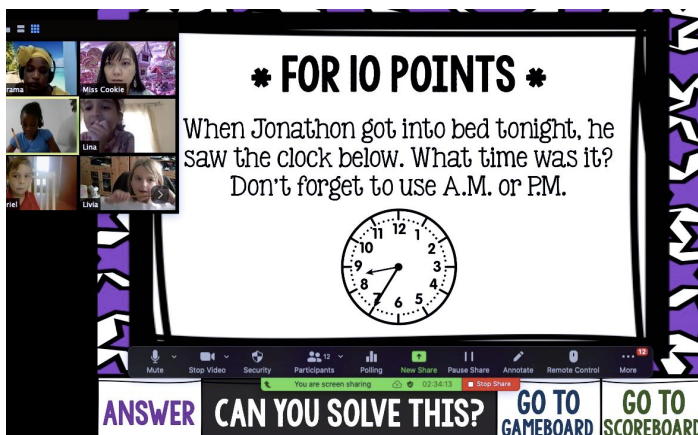 rama
Miss Cookie
Lina
riel
Livia
* FOR 10 POINTS *
When Jonathon got into bed tonight, he
saw the clock below. What time was it?
Don't forget to use A.M. or P.M.
12
1
2
3
4
5
6
7
8
9
10
11
Mute
Stop Video
Security
12
Participants
Polling
New Share
Pause Share
Annotate
Remote Control
12
More
You are screen sharing
02:34:13
Stop Share
ANSWER
CAN YOU SOLVE THIS?
GO TO
GAMEBOARD
GO TO
SCOREBOARD